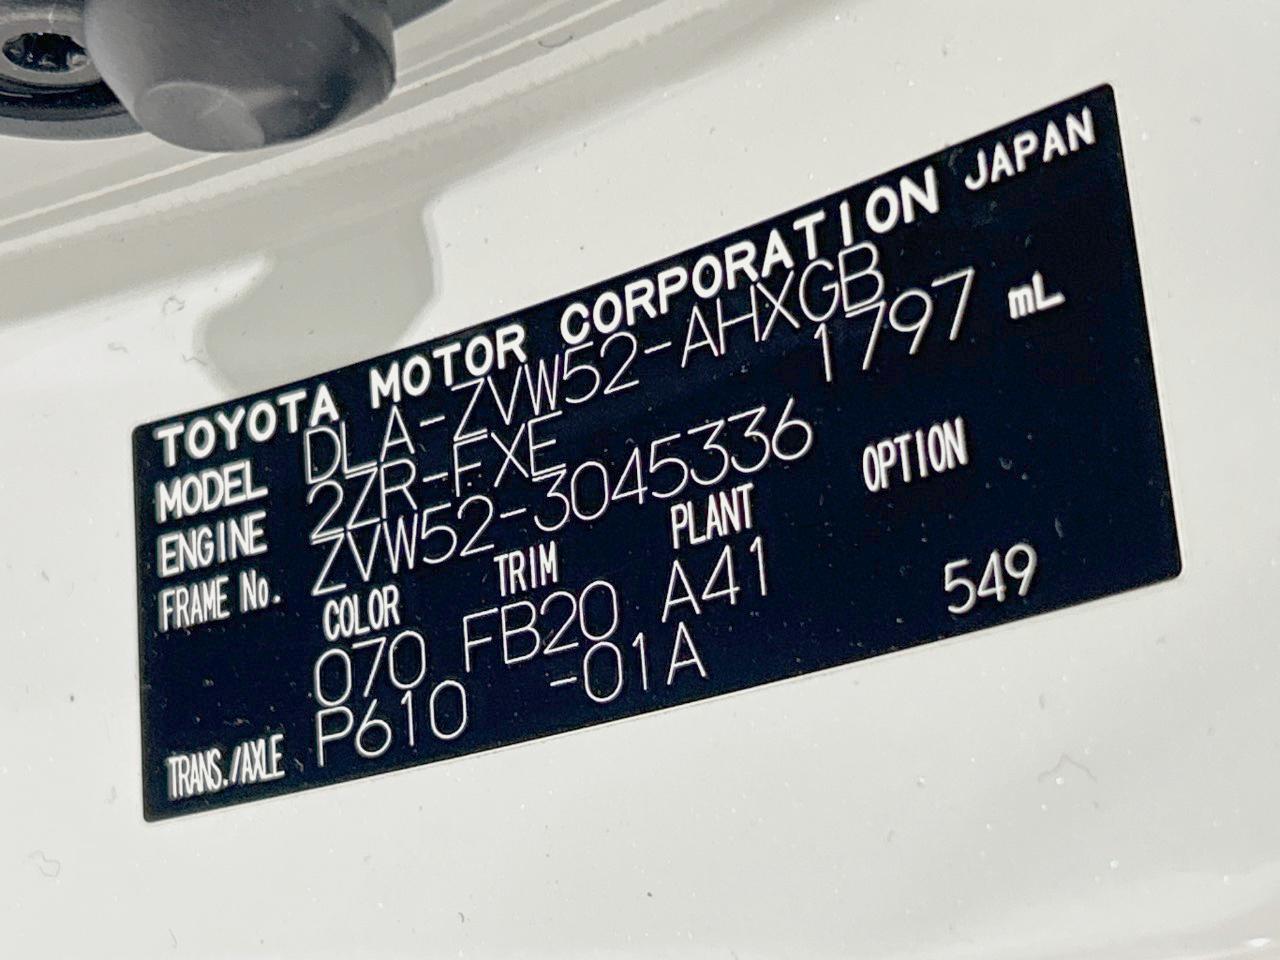 TOYOTA MOTOR CORPORATION JAPAN
MODEL DLA-ZVW52-AHXGB
ENGINE 2ZR-FXE 1797 mL
FRAME No. ZVW52-3045336
COLOR TRIM PLANT OPTION
070 FB20 A41 549
TRANS./AXLE P610 -01A